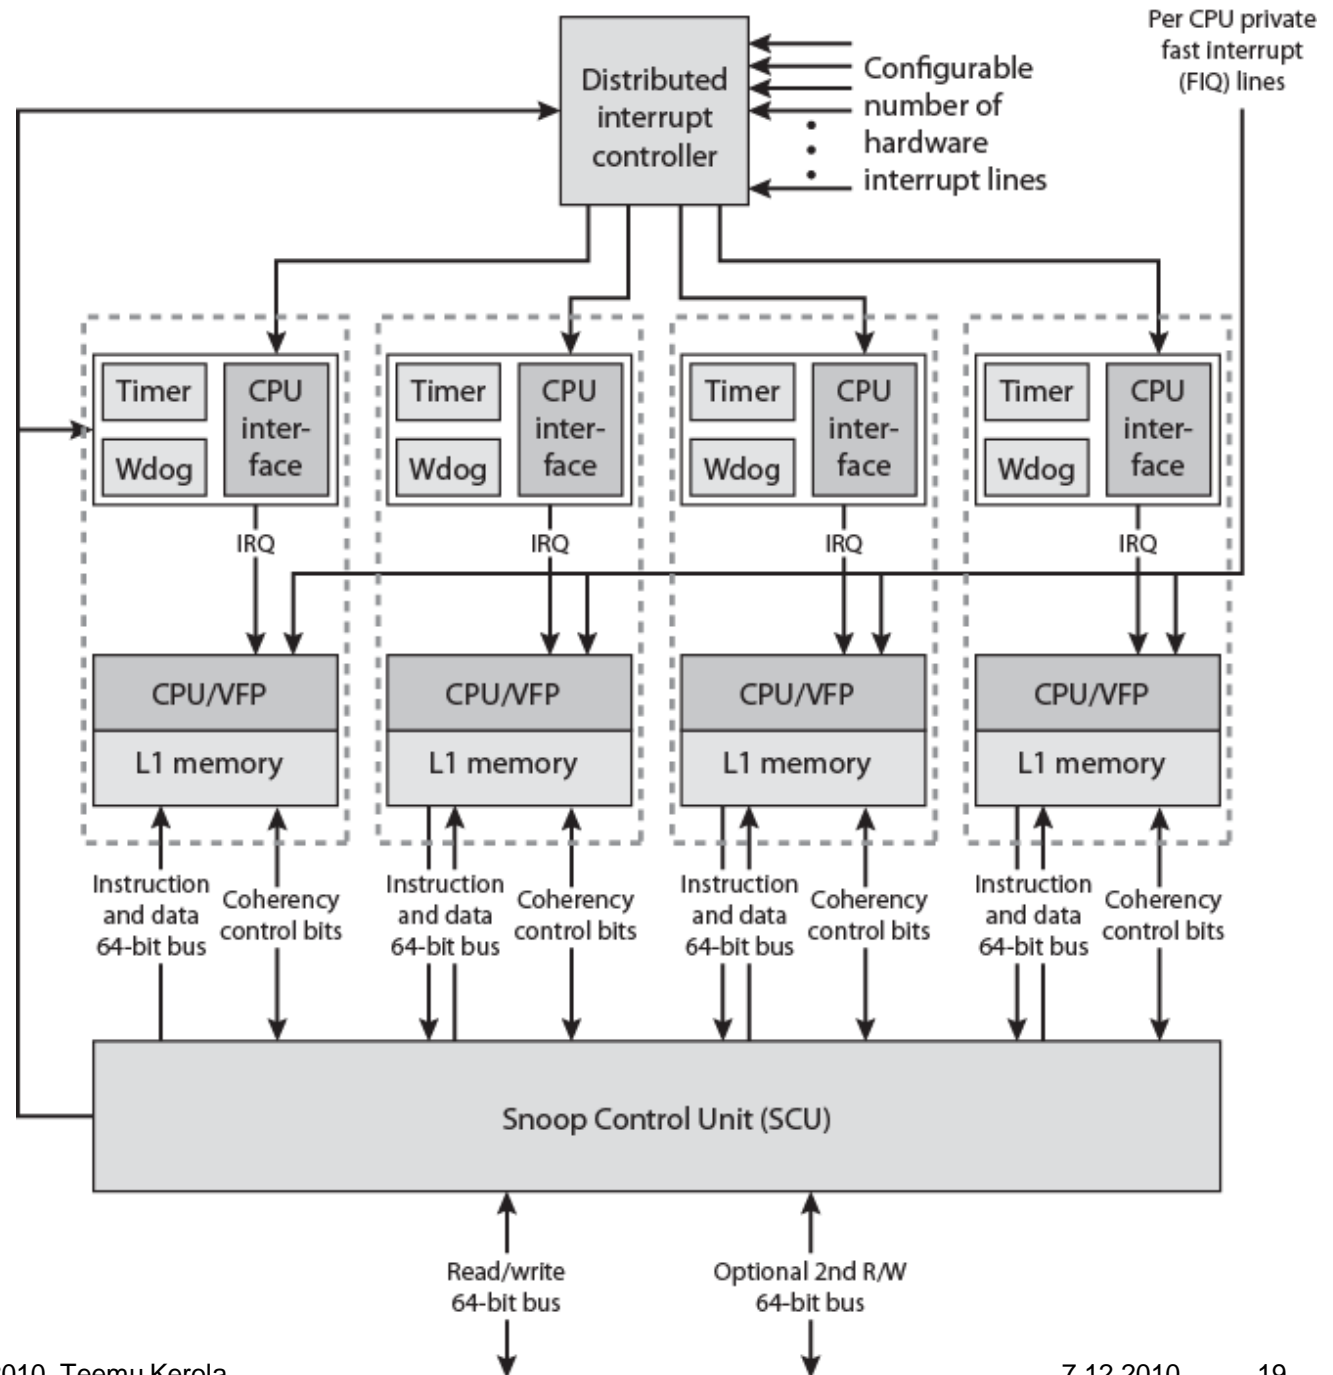 Per CPU private
fast interrupt
(FIQ) lines
Distributed
interrupt
controller
Configurable
number of
hardware
interrupt lines
Timer
Wdog
CPU
inter-
face
Timer
Wdog
CPU
inter-
face
Timer
Wdog
CPU
inter-
face
Timer
Wdog
CPU
inter-
face
IRQ
IRQ
IRQ
IRQ
CPU/VFP
L1 memory
CPU/VFP
L1 memory
CPU/VFP
L1 memory
CPU/VFP
L1 memory
Instruction
and data
64-bit bus
Coherency
control bits
Instruction
and data
64-bit bus
Coherency
control bits
Instruction
and data
64-bit bus
Coherency
control bits
Instruction
and data
64-bit bus
Coherency
control bits
Snoop Control Unit (SCU)
Read/write
64-bit bus
Optional 2nd R/W
64-bit bus
2010 Teemu Kerola
7.12.2010
19